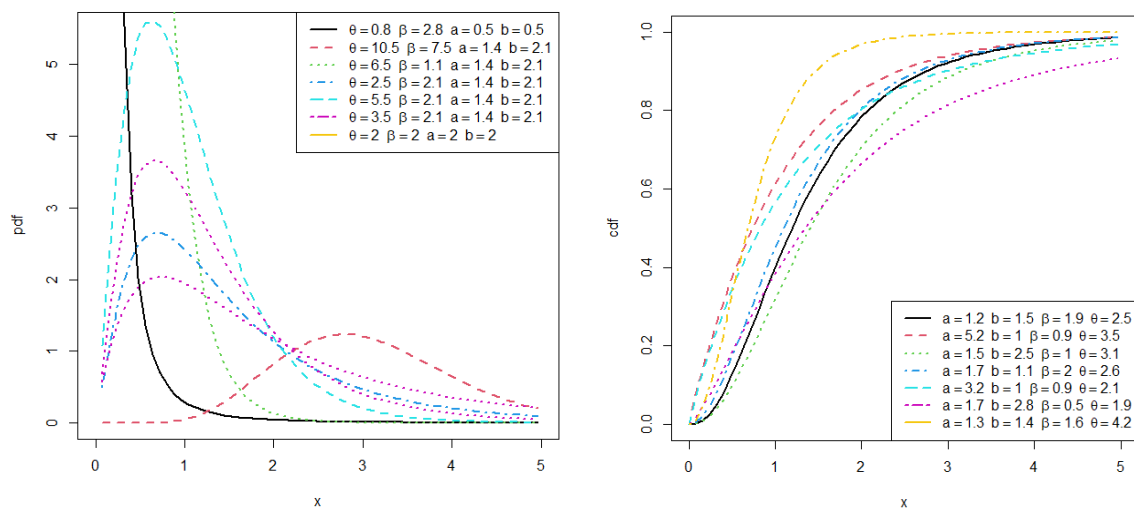 θ = 0.8 β = 2.8 a = 0.5 b = 0.5
θ = 10.5 β = 7.5 a = 1.4 b = 2.1
θ = 6.5 β = 1.1 a = 1.4 b = 2.1
θ = 2.5 β = 2.1 a = 1.4 b = 2.1
θ = 5.5 β = 2.1 a = 1.4 b = 2.1
θ = 3.5 β = 2.1 a = 1.4 b = 2.1
θ = 2 β = 2 a = 2 b = 2
pdf
0 1 2 3 4 5
0 1 2 3 4 5
x
cdf
0.0 0.2 0.4 0.6 0.8 1.0
a = 1.2 b = 1.5 β = 1.9 θ = 2.5
a = 5.2 b = 1 β = 0.9 θ = 3.5
a = 1.5 b = 2.5 β = 1 θ = 3.1
a = 1.7 b = 1.1 β = 2 θ = 2.6
a = 3.2 b = 1 β = 0.9 θ = 2.1
a = 1.7 b = 2.8 β = 0.5 θ = 1.9
a = 1.3 b = 1.4 β = 1.6 θ = 4.2
0 1 2 3 4 5
x